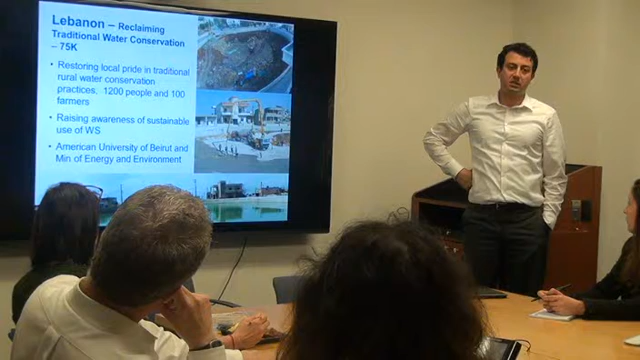 Lebanon – Reclaiming
Traditional Water Conservation
– 75K
• Restoring local pride in traditional
rural water conservation
practices, 1200 people and 100
farmers
• Raising awareness of sustainable
use of WS
• American University of Beirut and
Min of Energy and Environment